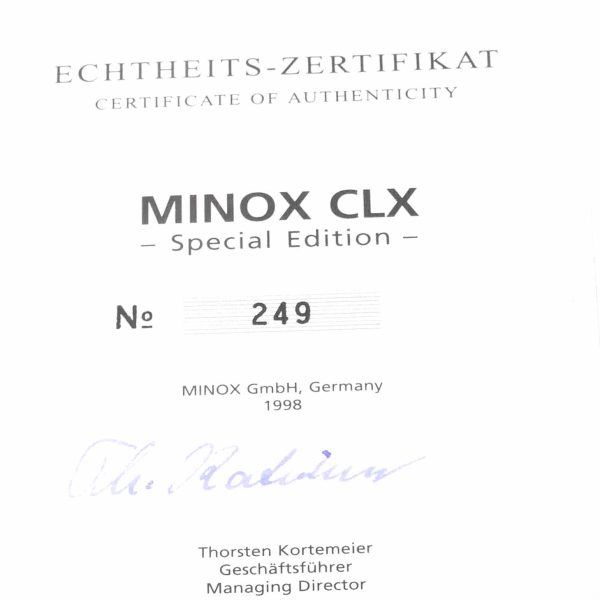 ECHTHEITS-ZERTIFIKAT
CERTIFICATE OF AUTHENTICITY
MINOX CLX
– Special Edition –
№ 249
MINOX GmbH, Germany
1998
Thorsten Kortemeier
Geschäftsführer
Managing Director